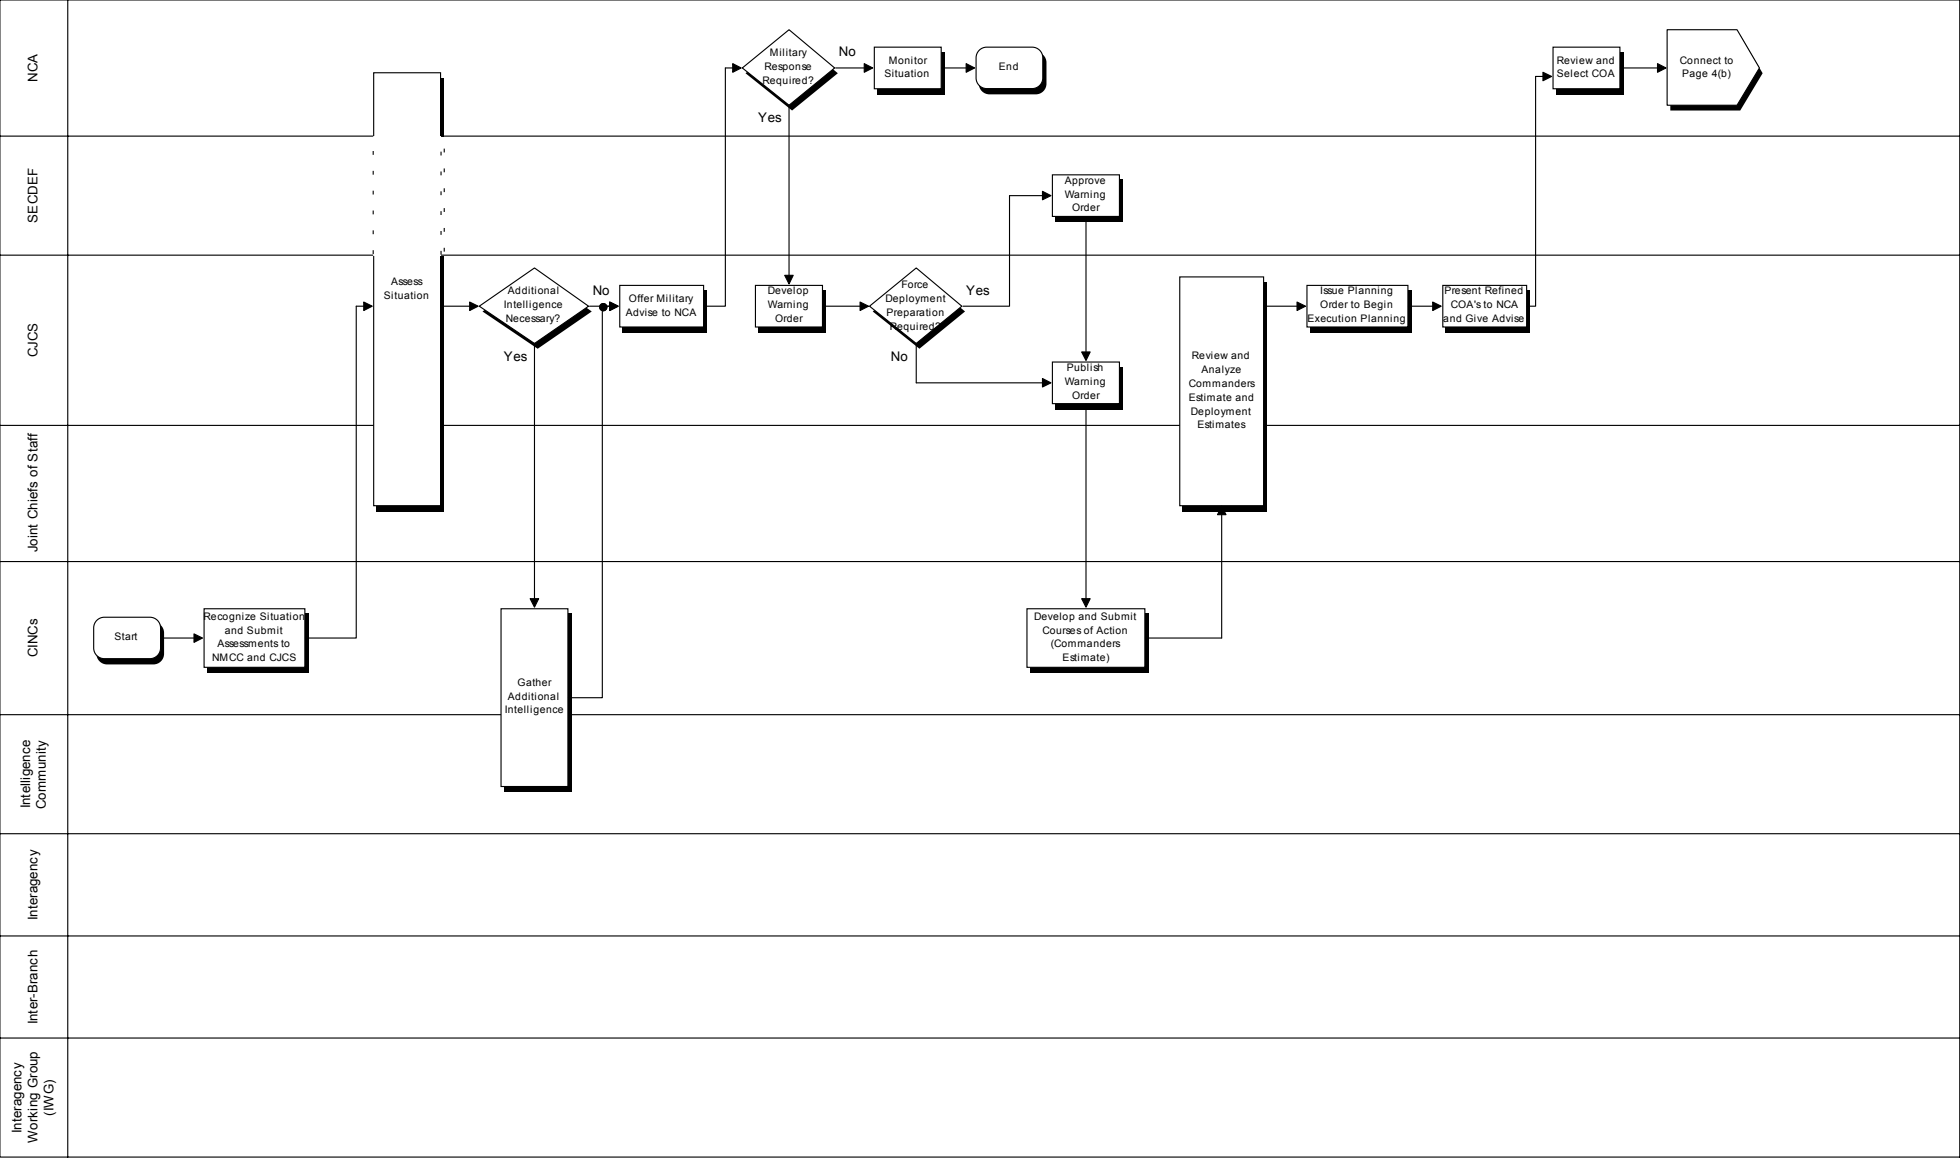 NCA
Military
Response
Required?
No
Yes
Monitor
Situation
End
Review and
Select COA
Connect to
Page 4(b)
SECDEF
Approve
Warning
Order
CJCS
Assess
Situation
Additional
Intelligence
Necessary?
No
Yes
Offer Military
Advise to NCA
Develop
Warning
Order
Force
Deployment
Preparation
Required?
Yes
No
Publish
Warning
Order
Review and
Analyze
Commanders
Estimate and
Deployment
Estimates
Issue Planning
Order to Begin
Execution Planning
Present Refined
COA's to NCA
and Give Advise
Joint Chiefs of Staff
CINCs
Start
Recognize Situation
and Submit
Assessments to
NMCC and CJCS
Gather
Additional
Intelligence
Develop and Submit
Courses of Action
(Commanders
Estimate)
Intelligence
Community
Interagency
Inter-Branch
Interagency
Working Group
(IWG)